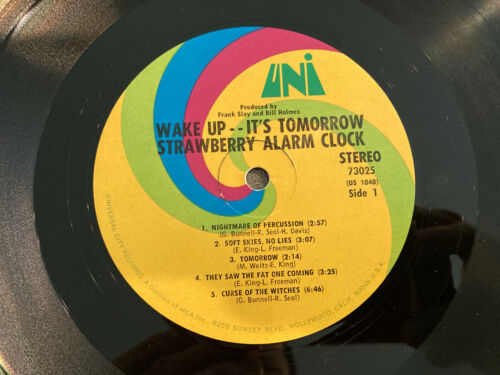 UNI
Produced by
Frank Slay and Bill Holmes
WAKE UP -- IT'S TOMORROW
STRAWBERRY ALARM CLOCK
STEREO
73025
(US 1048)
Side 1
1. NIGHTMARE OF PERCUSSION (2:57)
(G. Bunnell-R. Seol-H. Davis)
2. SOFT SKIES, NO LIES (3:07)
(E. King-L. Freeman)
3. TOMORROW (2:14)
(M. Weitz-E. King)
4. THEY SAW THE FAT ONE COMING (3:25)
(E. King-L. Freeman)
5. CURSE OF THE WITCHES (6:46)
(G. Bunnell-R. Seol)
UNIVERSAL CITY RECORDS, A Division of MCA Inc., 8255 SUNSET BLVD., HOLLYWOOD, CALIF. 90046 U.S.A.